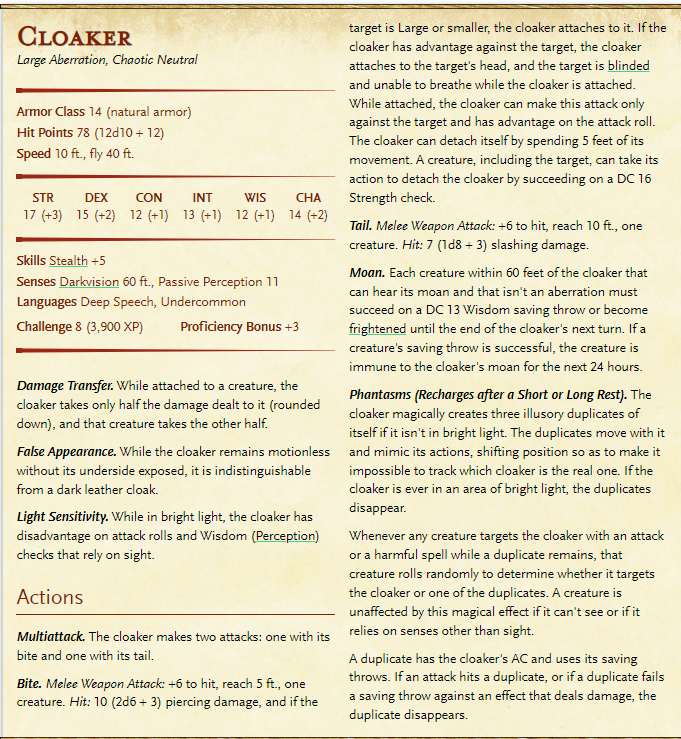 Cloaker
Large Aberration, Chaotic Neutral
Armor Class 14 (natural armor)
Hit Points 78 (12d10 + 12)
Speed 10 ft., fly 40 ft.
STR DEX CON INT WIS CHA
17 (+3) 15 (+2) 12 (+1) 13 (+1) 12 (+1) 14 (+2)
Skills Stealth +5
Senses Darkvision 60 ft., Passive Perception 11
Languages Deep Speech, Undercommon
Challenge 8 (3,900 XP) Proficiency Bonus +3
Damage Transfer. While attached to a creature, the
cloaker takes only half the damage dealt to it (rounded
down), and that creature takes the other half.
False Appearance. While the cloaker remains motionless
without its underside exposed, it is indistinguishable
from a dark leather cloak.
Light Sensitivity. While in bright light, the cloaker has
disadvantage on attack rolls and Wisdom (Perception)
checks that rely on sight.
Actions
Multiattack. The cloaker makes two attacks: one with its
bite and one with its tail.
Bite. Melee Weapon Attack: +6 to hit, reach 5 ft., one
creature. Hit: 10 (2d6 + 3) piercing damage, and if the
target is Large or smaller, the cloaker attaches to it. If the
cloaker has advantage against the target, the cloaker
attaches to the target's head, and the target is blinded
and unable to breathe while the cloaker is attached.
While attached, the cloaker can make this attack only
against the target and has advantage on the attack roll.
The cloaker can detach itself by spending 5 feet of its
movement. A creature, including the target, can take its
action to detach the cloaker by succeeding on a DC 16
Strength check.
Tail. Melee Weapon Attack: +6 to hit, reach 10 ft., one
creature. Hit: 7 (1d8 + 3) slashing damage.
Moan. Each creature within 60 feet of the cloaker that
can hear its moan and that isn't an aberration must
succeed on a DC 13 Wisdom saving throw or become
frightened until the end of the cloaker's next turn. If a
creature's saving throw is successful, the creature is
immune to the cloaker's moan for the next 24 hours.
Phantasms (Recharges after a Short or Long Rest). The
cloaker magically creates three illusory duplicates of
itself if it isn't in bright light. The duplicates move with it
and mimic its actions, shifting position so as to make it
impossible to track which cloaker is the real one. If the
cloaker is ever in an area of bright light, the duplicates
disappear.
Whenever any creature targets the cloaker with an attack
or a harmful spell while a duplicate remains, that
creature rolls randomly to determine whether it targets
the cloaker or one of the duplicates. A creature is
unaffected by this magical effect if it can't see or if it
relies on senses other than sight.
A duplicate has the cloaker's AC and uses its saving
throws. If an attack hits a duplicate, or if a duplicate fails
a saving throw against an effect that deals damage, the
duplicate disappears.